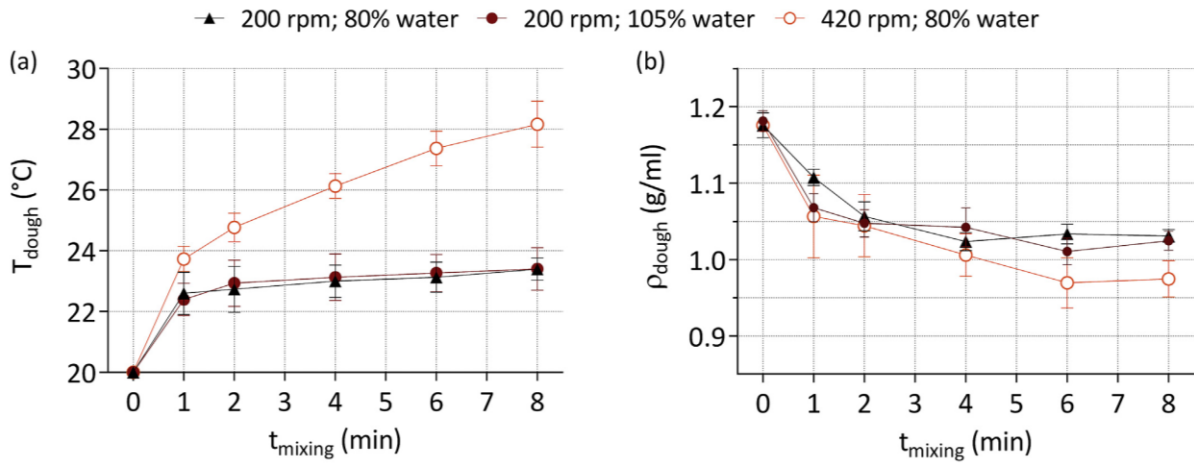 200 rpm; 80% water 200 rpm; 105% water 420 rpm; 80% water
(a)
T_dough (°C)
30
28
26
24
22
20
0 1 2 3 4 5 6 7 8
t_mixing (min)
(b)
ρ_dough (g/ml)
1.2
1.1
1.0
0.9
0 1 2 3 4 5 6 7 8
t_mixing (min)